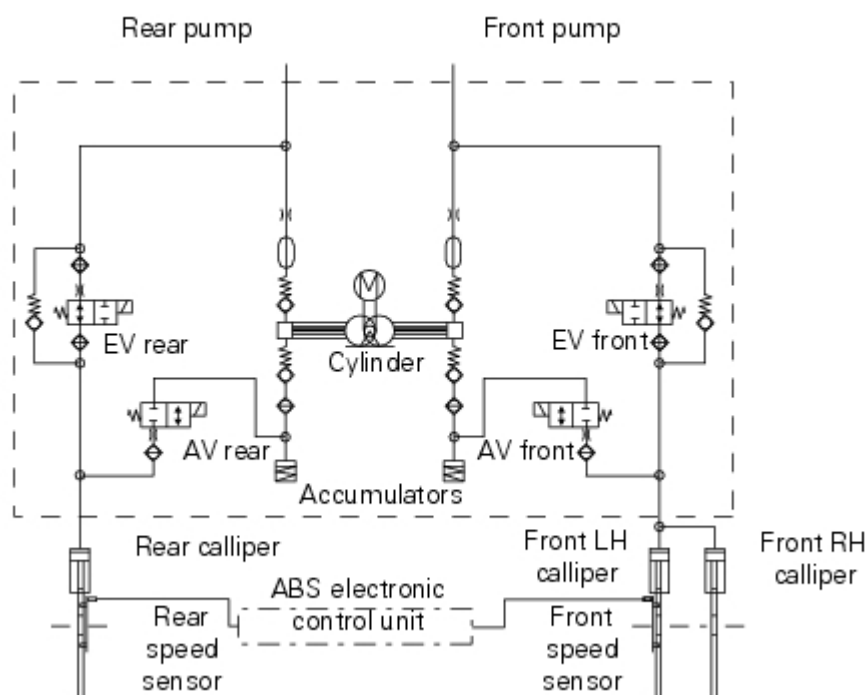 Rear pump
Front pump
M
EV rear
Cylinder
EV front
AV rear
AV front
Accumulators
Rear calliper
Front LH
calliper
Front RH
calliper
ABS electronic
control unit
Rear
speed
sensor
Front
speed
sensor